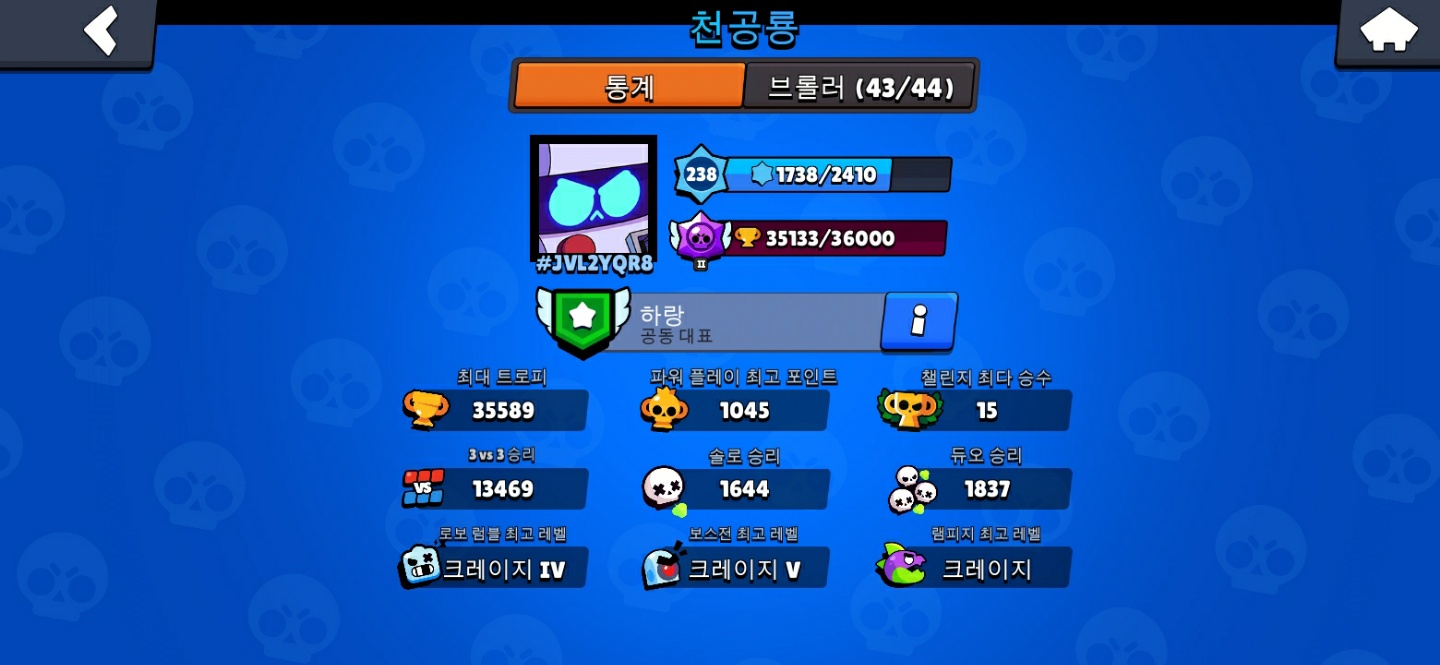 천공룡
통계 브롤러 (43/44)
238 1738/2410
35133/36000
II
#JVL2YQR8
하랑
공동 대표
i
최대 트로피 파워 플레이 최고 포인트 챌린지 최다 승수
35589 1045 15
3 vs 3 승리 솔로 승리 듀오 승리
VS 13469 1644 1837
로보 럼블 최고 레벨 보스전 최고 레벨 램피지 최고 레벨
크레이지 IV 크레이지 V 크레이지